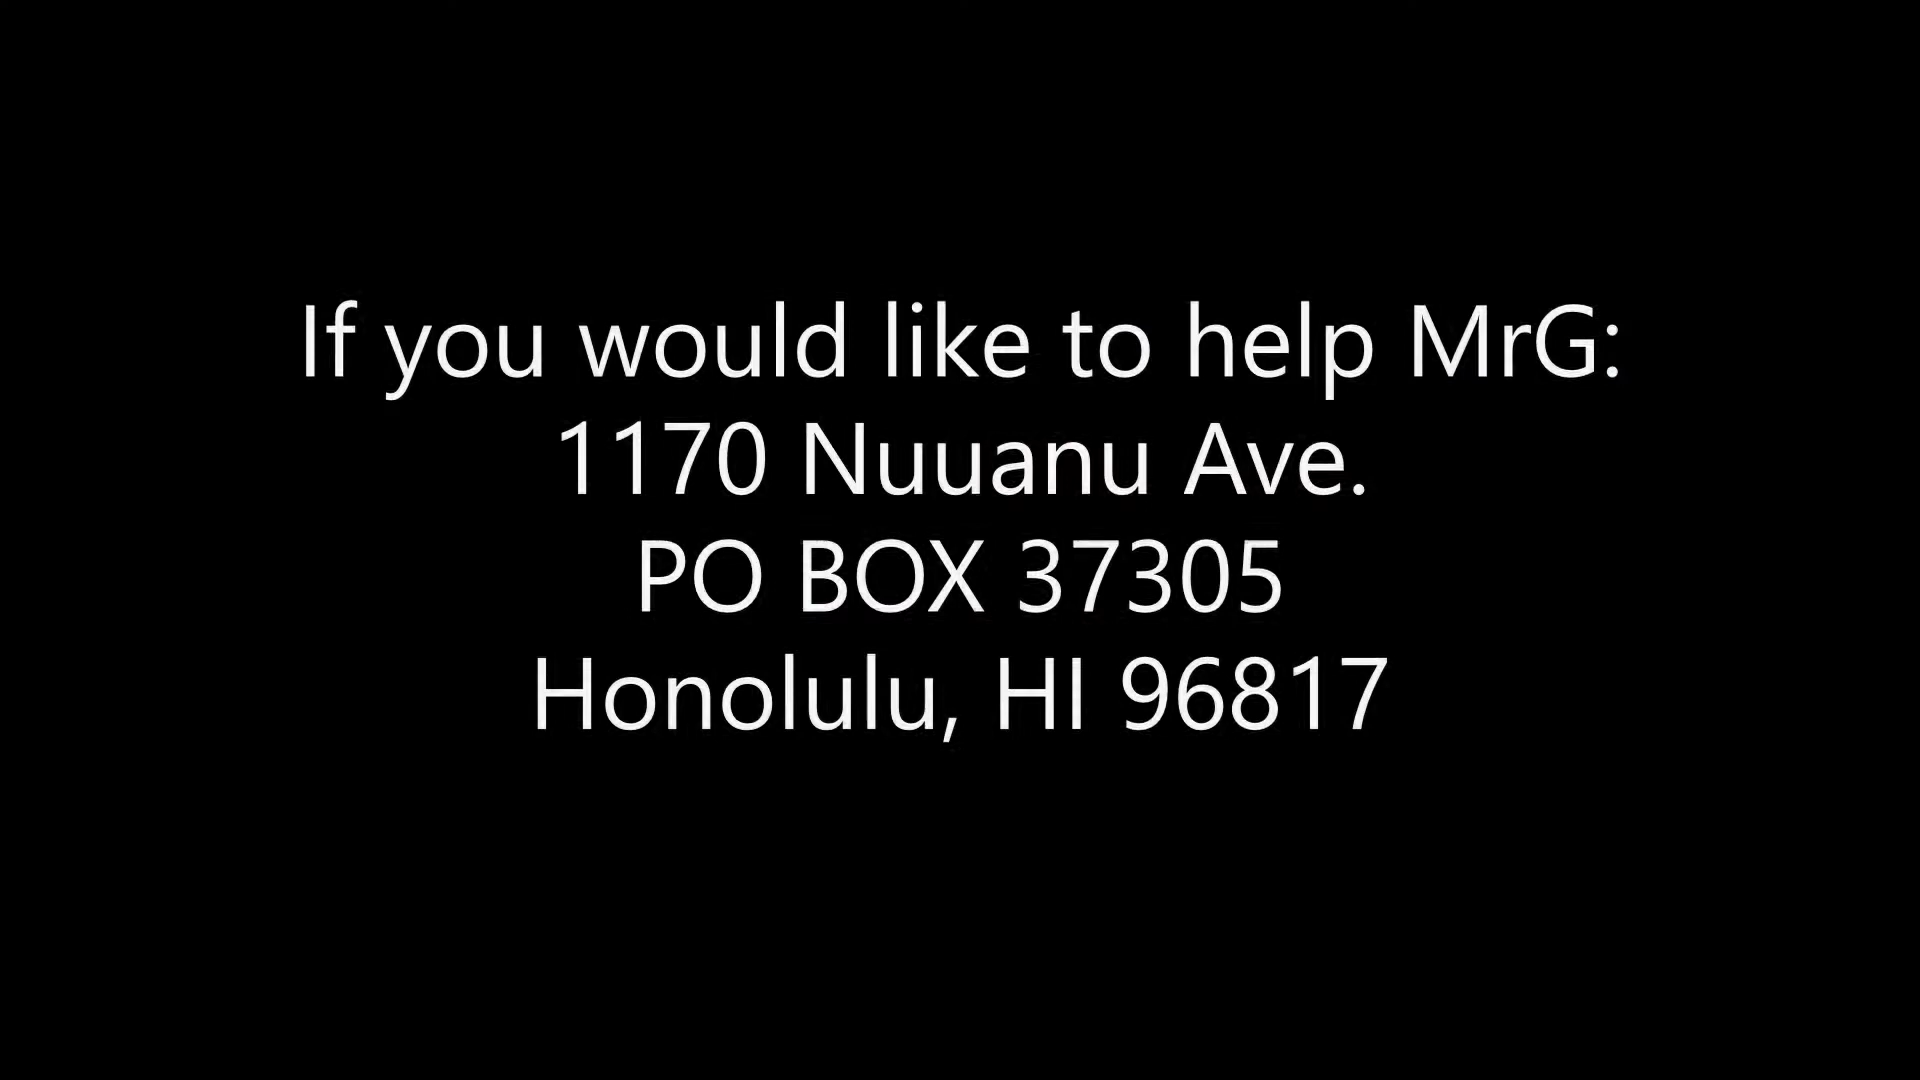 If you would like to help MrG:
1170 Nuuanu Ave.
PO BOX 37305
Honolulu, HI 96817